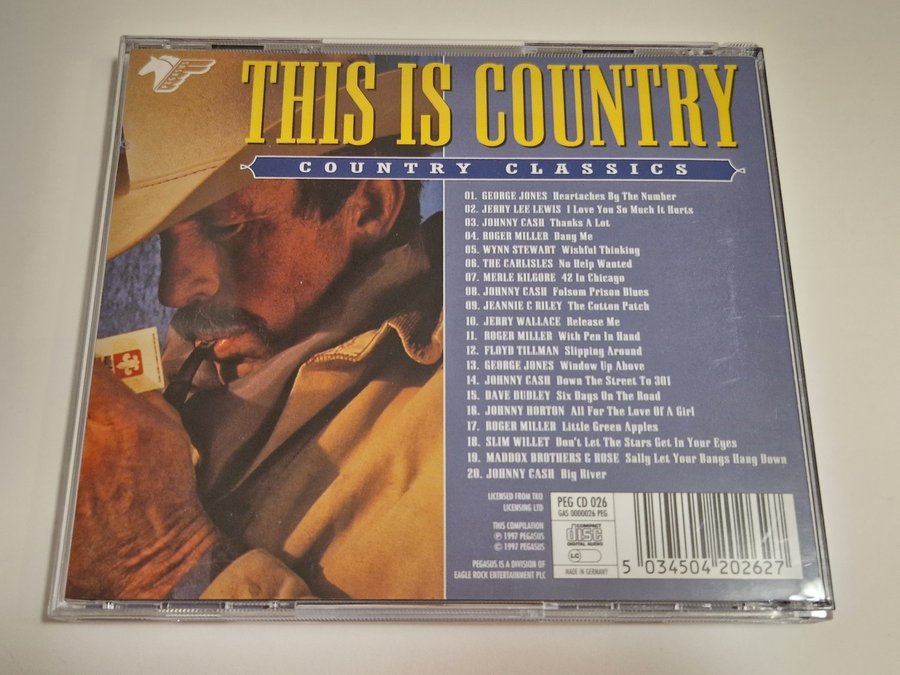 PEGASUS
THIS IS COUNTRY
COUNTRY CLASSICS
01. GEORGE JONES Heartaches By The Number
02. JERRY LEE LEWIS I Love You So Much It Hurts
03. JOHNNY CASH Thanks A Lot
04. ROGER MILLER Dang Me
05. WYNN STEWART Wishful Thinking
06. THE CARLISLES No Help Wanted
07. MERLE KILGORE 42 In Chicago
08. JOHNNY CASH Folsom Prison Blues
09. JEANNIE C RILEY The Cotton Patch
10. JERRY WALLACE Release Me
11. ROGER MILLER With Pen In Hand
12. FLOYD TILLMAN Slipping Around
13. GEORGE JONES Window Up Above
14. JOHNNY CASH Down The Street To 301
15. DAVE DUDLEY Six Days On The Road
16. JOHNNY HORTON All For The Love Of A Girl
17. ROGER MILLER Little Green Apples
18. SLIM WILLET Don't Let The Stars Get In Your Eyes
19. MADDOX BROTHERS & ROSE Sally Let Your Bangs Hang Down
20. JOHNNY CASH Big River
LICENSED FROM TKO
LICENSING LTD
THIS COMPILATION
℗ 1997 PEGASUS
© 1997 PEGASUS
PEGASUS IS A DIVISION OF
EAGLE ROCK ENTERTAINMENT PLC
PEG CD 026
GAS 0000026 PEG
COMPACT
disc
DIGITAL AUDIO
LC
MADE IN GERMANY
5 034504 202627